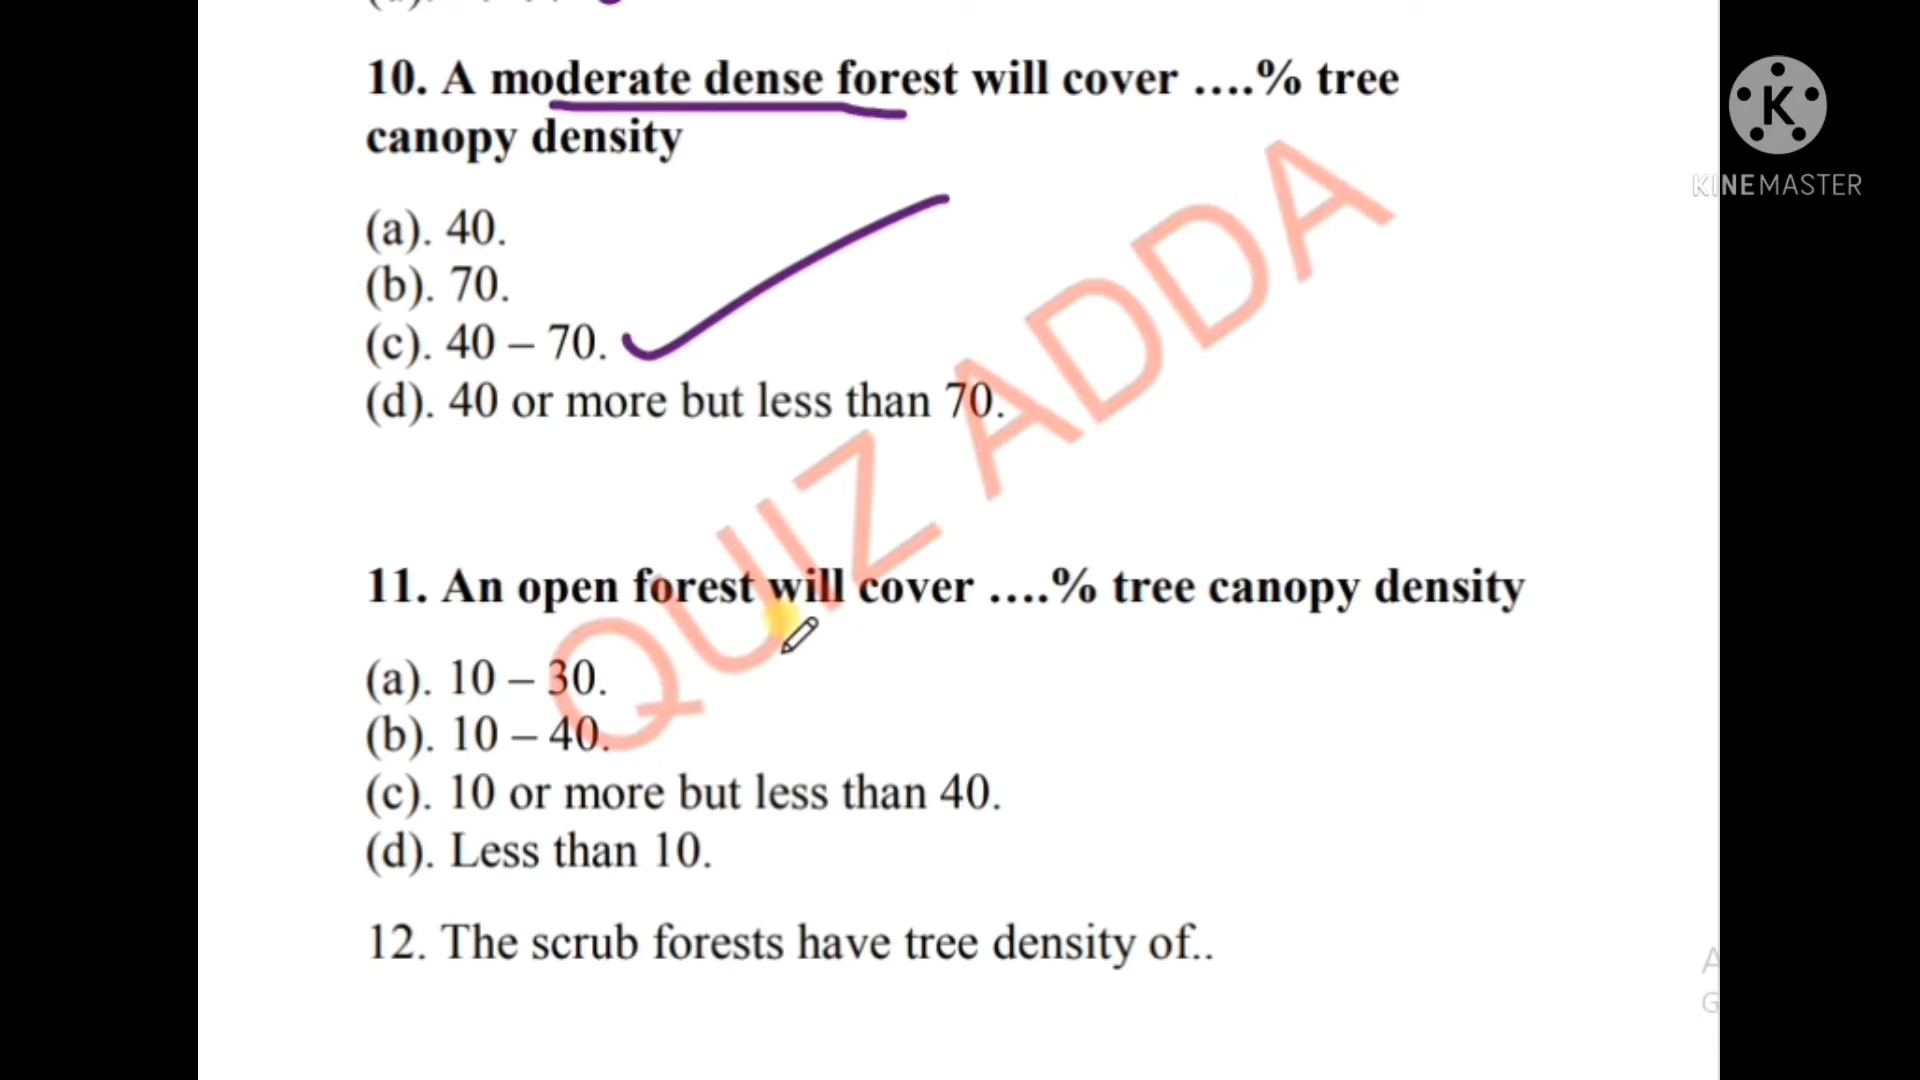 10. A moderate dense forest will cover ....% tree
canopy density
(a). 40.
(b). 70.
(c). 40 – 70.
(d). 40 or more but less than 70.
11. An open forest will cover ....% tree canopy density
(a). 10 – 30.
(b). 10 – 40.
(c). 10 or more but less than 40.
(d). Less than 10.
12. The scrub forests have tree density of..
QUIZ ADDA
K
KINEMASTER
A
G